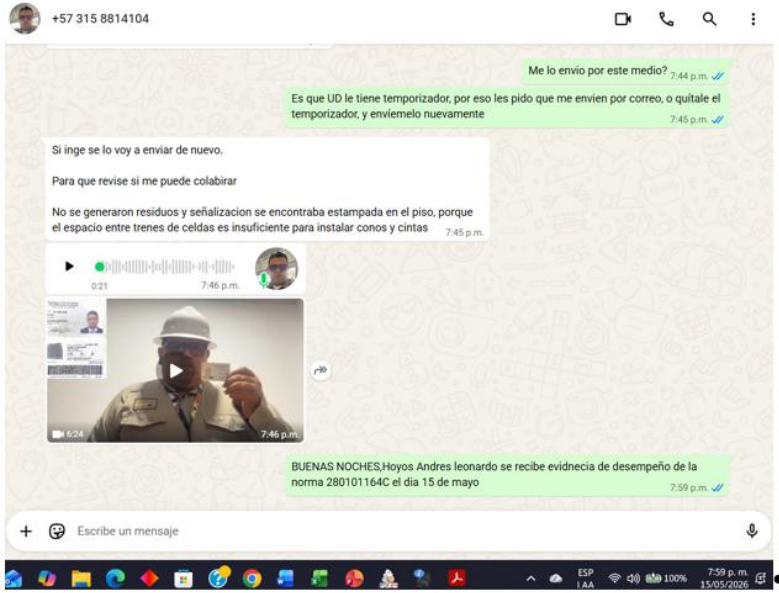 +57 315 8814104
Me lo envio por este medio? 7:44 p.m.
Es que UD le tiene temporizador, por eso les pido que me envien por correo, o quítale el
temporizador, y envíemelo nuevamente
7:45 p.m.
Si inge se lo voy a enviar de nuevo.
Para que revise si me puede colabirar
No se generaron residuos y señalizacion se encontraba estampada en el piso, porque
el espacio entre trenes de celdas es insuficiente para instalar conos y cintas 7:45 p.m.
0:21 7:46 p.m.
6:24 7:46 p.m.
BUENAS NOCHES,Hoyos Andres leonardo se recibe evidnecia de desempeño de la
norma 280101164C el dia 15 de mayo
7:59 p.m.
Escribe un mensaje
ESP
LAA
100%
7:59 p. m.
15/05/2026